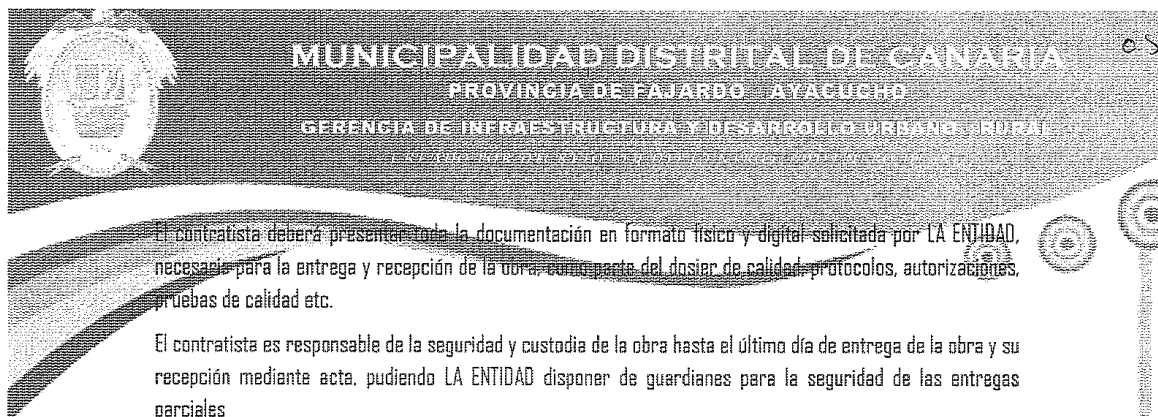 MUNICIPALIDAD DISTRITAL DE CANARIA
PROVINCIA DE FAJARDO AYACUCHO
GERENCIA DE INFRAESTRUCTURA Y DESARROLLO URBANO RURAL
El contratista deberá presentar toda la documentación en formato físico y digital solicitada por LA ENTIDAD,
necesaria para la entrega y recepción de la obra, como parte del dosier de calidad, protocolos, autorizaciones,
pruebas de calidad etc.
El contratista es responsable de la seguridad y custodia de la obra hasta el último día de entrega de la obra y su
recepción mediante acta, pudiendo LA ENTIDAD disponer de guardianes para la seguridad de las entregas
parciales